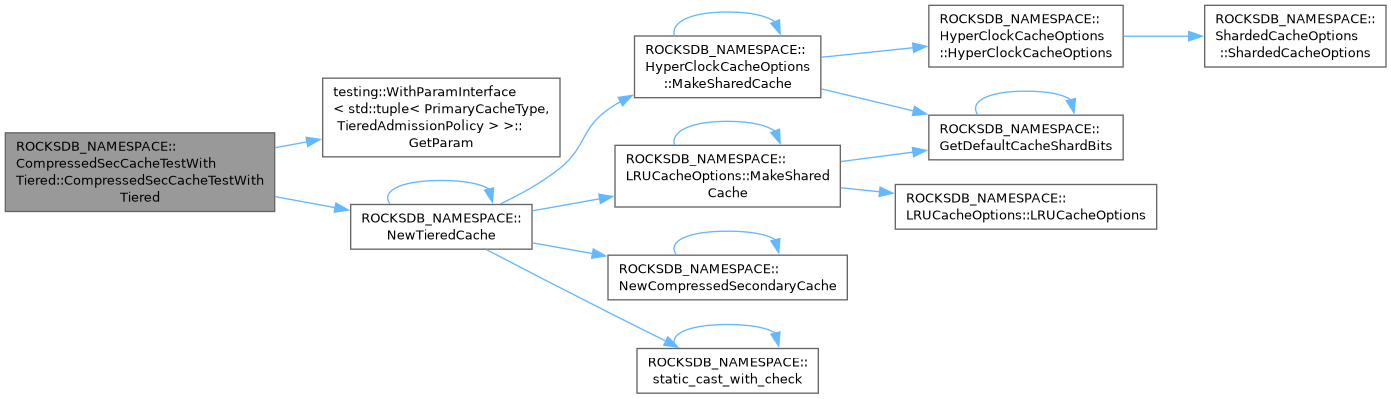 ROCKSDB_NAMESPACE::
CompressedSecCacheTestWith
Tiered::CompressedSecCacheTestWith
Tiered
testing::WithParamInterface
< std::tuple< PrimaryCacheType,
TieredAdmissionPolicy > >::
GetParam
ROCKSDB_NAMESPACE::
NewTieredCache
ROCKSDB_NAMESPACE::
HyperClockCacheOptions
::MakeSharedCache
ROCKSDB_NAMESPACE::
LRUCacheOptions::MakeShared
Cache
ROCKSDB_NAMESPACE::
NewCompressedSecondaryCache
ROCKSDB_NAMESPACE::
static_cast_with_check
ROCKSDB_NAMESPACE::
HyperClockCacheOptions
::HyperClockCacheOptions
ROCKSDB_NAMESPACE::
GetDefaultCacheShardBits
ROCKSDB_NAMESPACE::
LRUCacheOptions::LRUCacheOptions
ROCKSDB_NAMESPACE::
ShardedCacheOptions
::ShardedCacheOptions